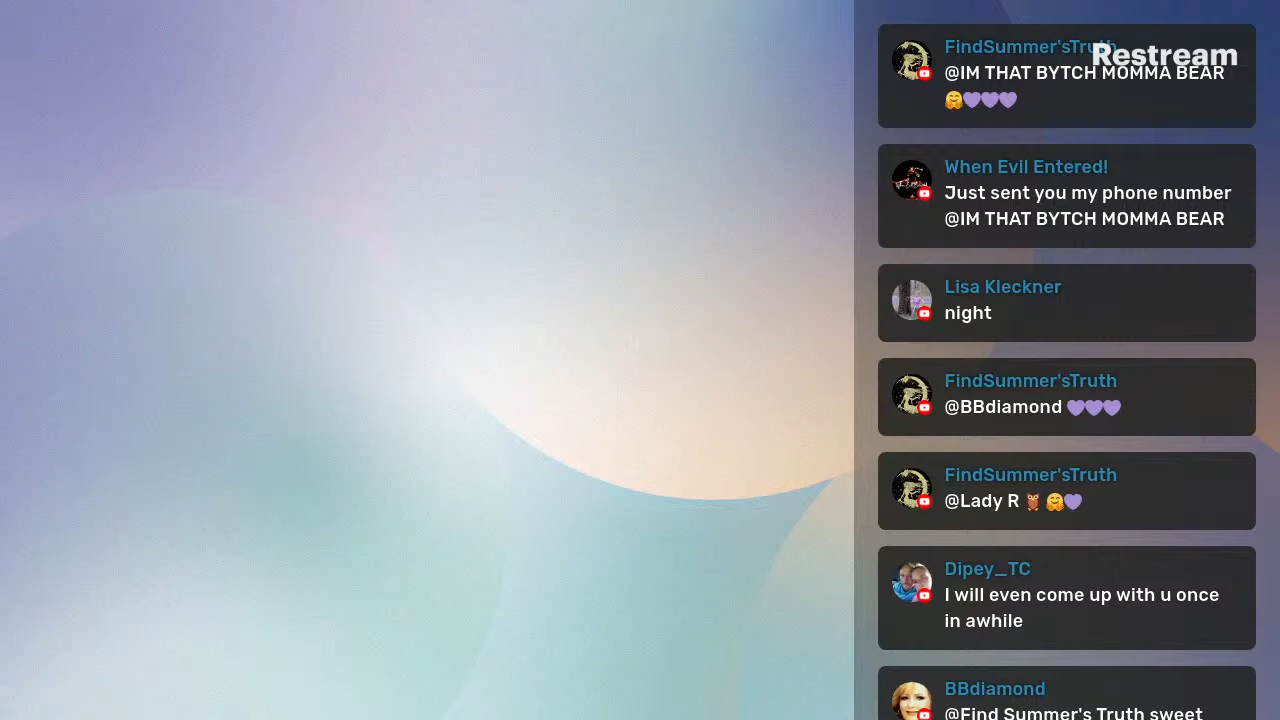 FindSummer'sTruth
Restream
@IM THAT BYTCH MOMMA BEAR
🤗💜💜💜
When Evil Entered!
Just sent you my phone number
@IM THAT BYTCH MOMMA BEAR
Lisa Kleckner
night
FindSummer'sTruth
@BBdiamond 💜💜💜
FindSummer'sTruth
@Lady R 🦉 🤗💜
Dipey_TC
I will even come up with u once
in awhile
BBdiamond
@Find Summer's Truth sweet